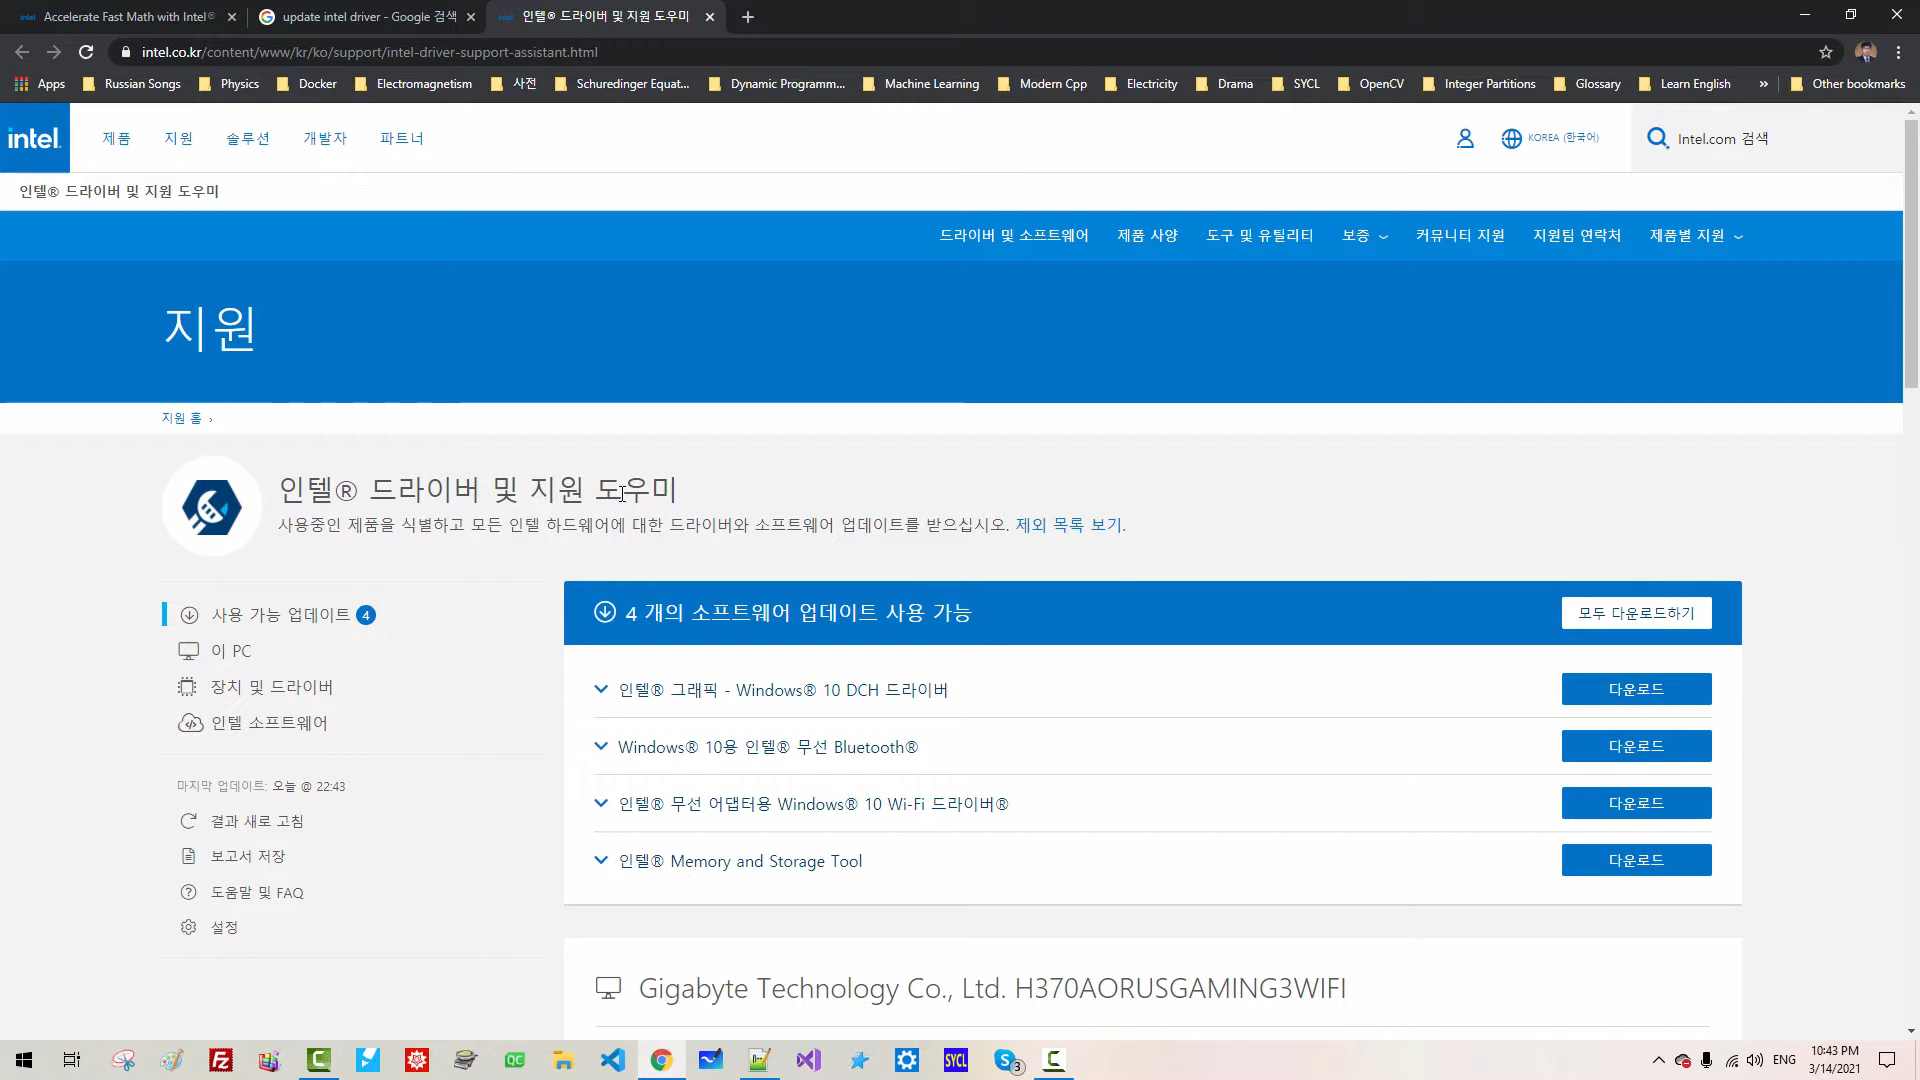 intel Accelerate Fast Math with Intel®
update intel driver - Google 검색
인텔® 드라이버 및 지원 도우미
intel.co.kr/content/www/kr/ko/support/intel-driver-support-assistant.html
Apps Russian Songs Physics Docker Electromagnetism 사전 Schuredinger Equat... Dynamic Programm... Machine Learning Modern Cpp Electricity Drama SYCL OpenCV Integer Partitions Glossary Learn English » Other bookmarks
intel. 제품 지원 솔루션 개발자 파트너 KOREA (한국어) Intel.com 검색
인텔® 드라이버 및 지원 도우미
드라이버 및 소프트웨어 제품 사양 도구 및 유틸리티 보증 커뮤니티 지원 지원팀 연락처 제품별 지원
지원
지원 홈 ›
인텔® 드라이버 및 지원 도우미
사용중인 제품을 식별하고 모든 인텔 하드웨어에 대한 드라이버와 소프트웨어 업데이트를 받으십시오. 제외 목록 보기.
사용 가능 업데이트 4
이 PC
장치 및 드라이버
인텔 소프트웨어
마지막 업데이트: 오늘 @ 22:43
결과 새로 고침
보고서 저장
도움말 및 FAQ
설정
4 개의 소프트웨어 업데이트 사용 가능 모두 다운로드하기
인텔® 그래픽 - Windows® 10 DCH 드라이버 다운로드
Windows® 10용 인텔® 무선 Bluetooth® 다운로드
인텔® 무선 어댑터용 Windows® 10 Wi-Fi 드라이버® 다운로드
인텔® Memory and Storage Tool 다운로드
Gigabyte Technology Co., Ltd. H370AORUSGAMING3WIFI
QC SYCL 3 ENG
10:43 PM
3/14/2021